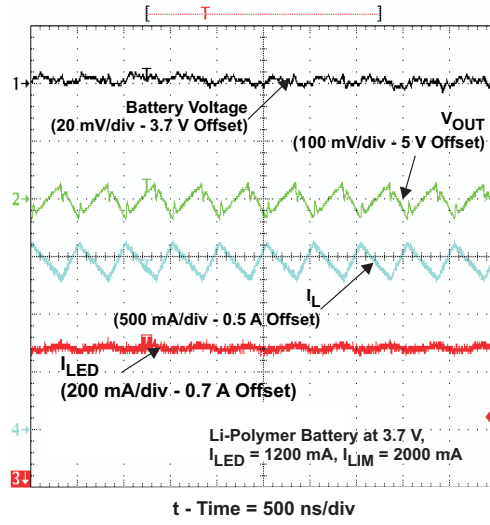 T
1
T
Battery Voltage
(20 mV/div - 3.7 V Offset)
VOUT
(100 mV/div - 5 V Offset)
2
T
IL
(500 mA/div - 0.5 A Offset)
ILED
(200 mA/div - 0.7 A Offset)
4
Li-Polymer Battery at 3.7 V,
ILED = 1200 mA, ILIM = 2000 mA
3
t - Time = 500 ns/div